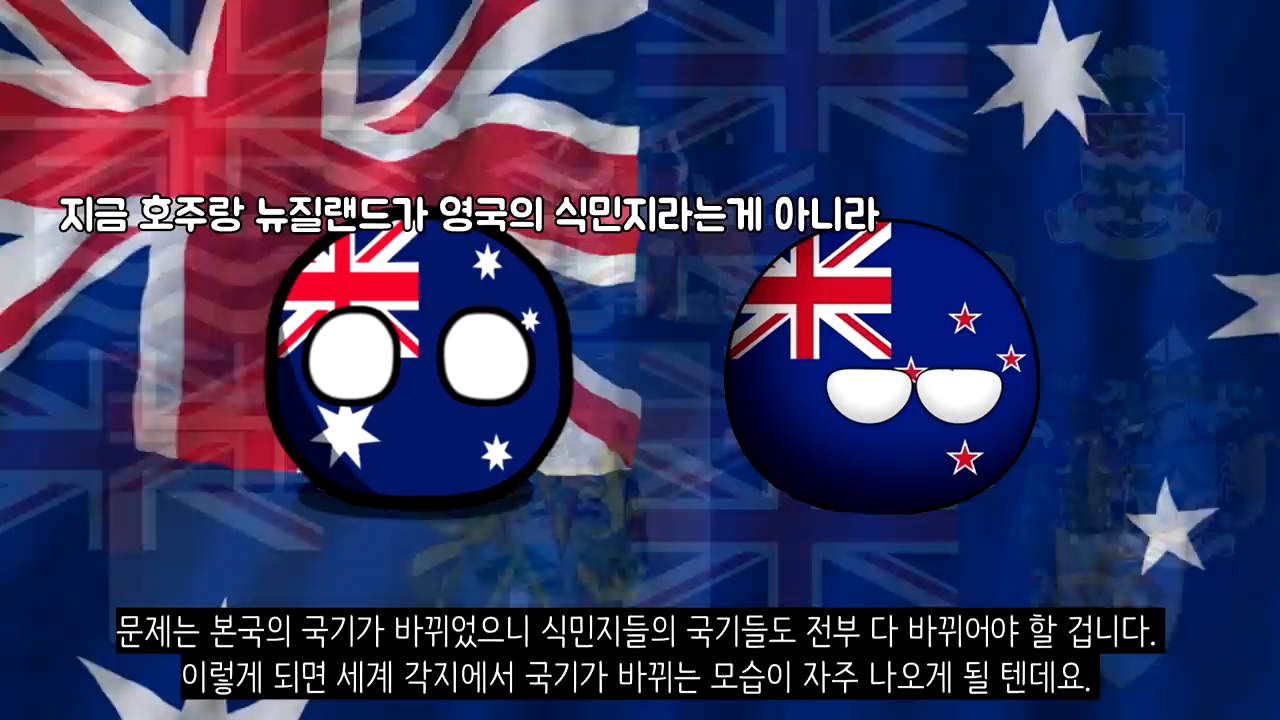 지금 호주랑 뉴질랜드가 영국의 식민지라는게 아니라
문제는 본국의 국기가 바뀌었으니 식민지들의 국기들도 전부 다 바뀌어야 할 겁니다.
이렇게 되면 세계 각지에서 국기가 바뀌는 모습이 자주 나오게 될 텐데요.